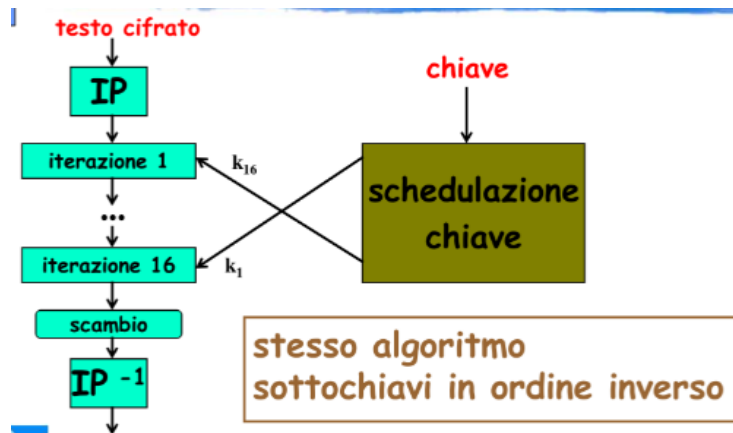 testo cifrato
IP
chiave
iterazione 1
k16
schedulazione
chiave
...
iterazione 16
k1
scambio
IP -1
stesso algoritmo
sottochiavi in ordine inverso